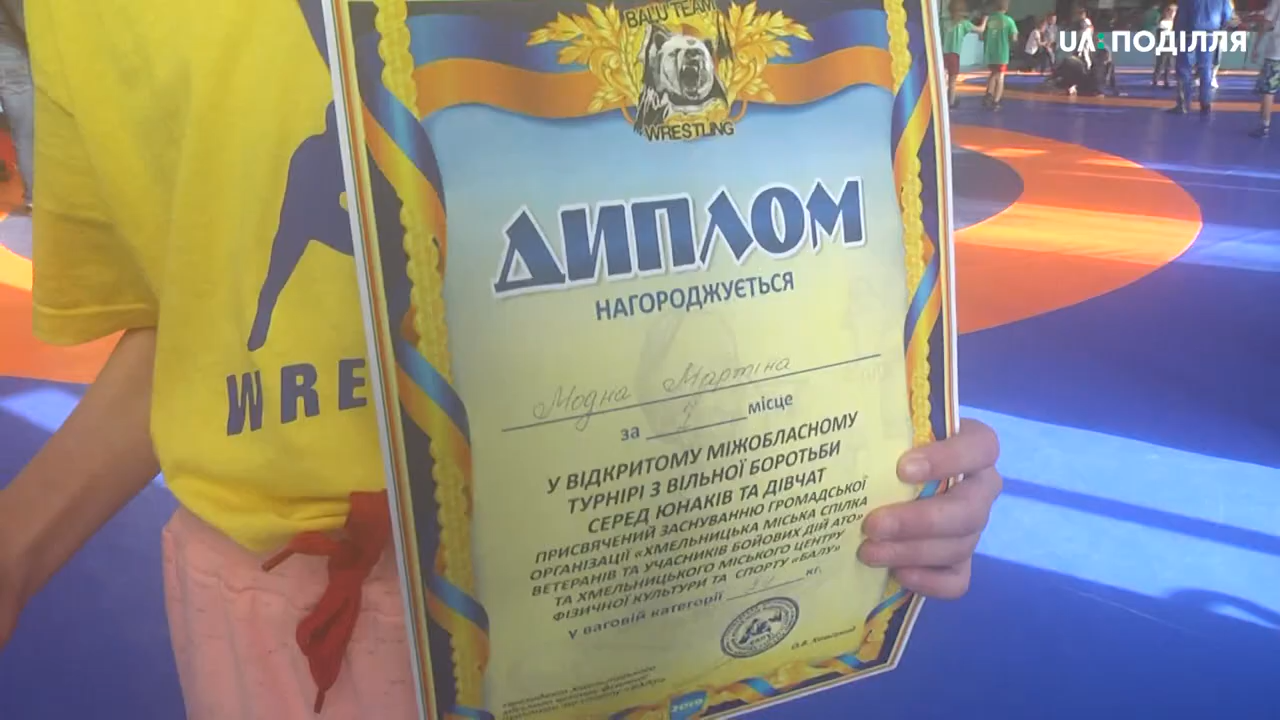 UA:ПОДІЛЛЯ
BALU TEAM
WRESTLING
ДИПЛОМ
НАГОРОДЖУЄТЬСЯ
Модна Мартіна
за місце
У ВІДКРИТОМУ МІЖОБЛАСНОМУ
ТУРНІРІ З ВІЛЬНОЇ БОРОТЬБИ
СЕРЕД ЮНАКІВ ТА ДІВЧАТ
ПРИСВЯЧЕНИЙ ЗАСНУВАННЮ ГРОМАДСЬКОЇ
ОРГАНІЗАЦІЇ «ХМЕЛЬНИЦЬКА МІСЬКА СПІЛКА
ВЕТЕРАНІВ ТА УЧАСНИКІВ БОЙОВИХ ДІЙ АТО»
ТА ХМЕЛЬНИЦЬКОГО МІСЬКОГО ЦЕНТРУ
ФІЗИЧНОЇ КУЛЬТУРИ ТА СПОРТУ «БАЛУ»
у ваговій категорії кг.
2019
WRE